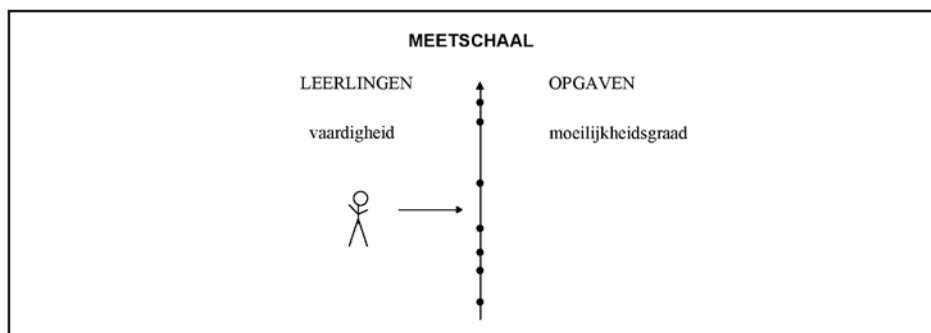 MEETSCHAAL
LEERLINGEN OPGAVEN
vaardigheid moeilijkheidsgraad